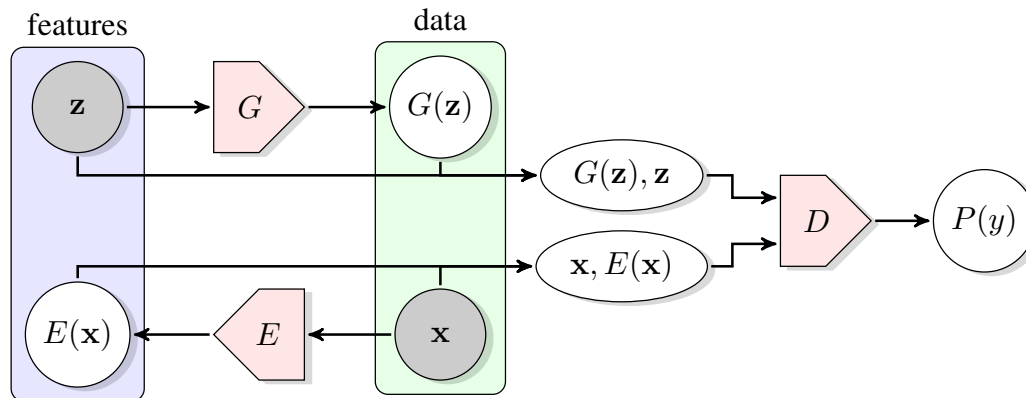 features
data
z
G
G(z)
G(z), z
D
P(y)
x, E(x)
E(x)
E
x